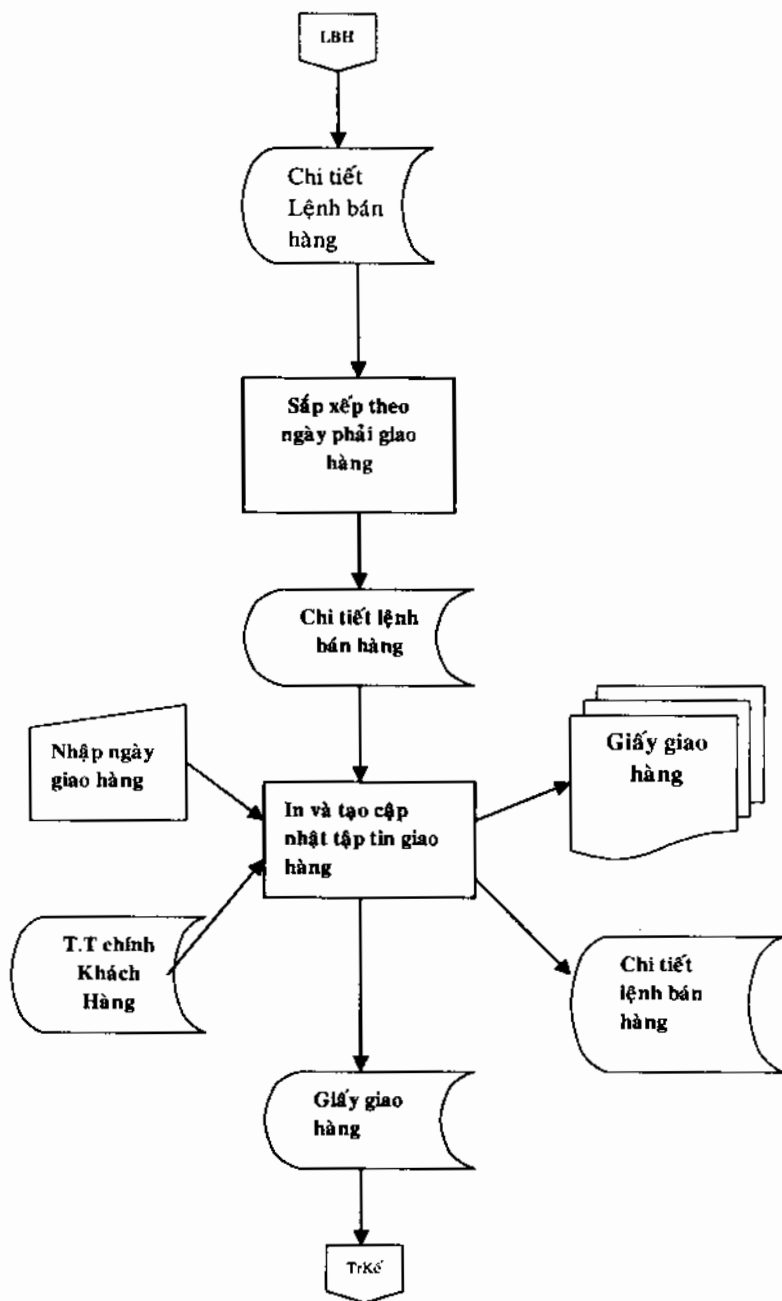 LBH
Chi tiết
Lệnh bán
hàng
Sắp xếp theo
ngày phải giao
hàng
Chi tiết lệnh
bán hàng
Nhập ngày
giao hàng
Giấy giao
hàng
In và tạo cập
nhật tập tin giao
hàng
T.T chính
Khách
Hàng
Chi tiết
lệnh bán
hàng
Giấy giao
hàng
TrKế